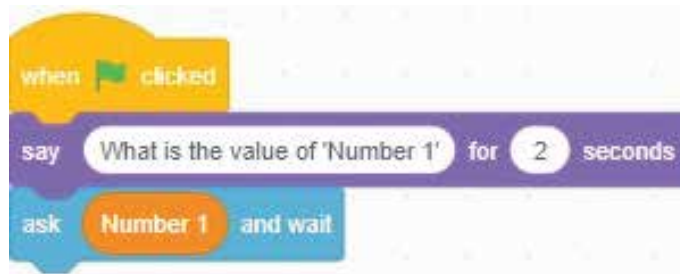 when clicked
say What is the value of 'Number 1' for 2 seconds
ask Number 1 and wait